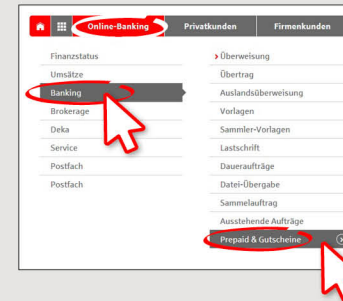 Online-Banking Privatkunden Firmenkunden
Finanzstatus
Umsätze
Banking
Brokerage
Deka
Service
Postfach
Postfach
Überweisung
Übertrag
Auslandsüberweisung
Vorlagen
Sammler-Vorlagen
Lastschrift
Daueraufträge
Datei-Übergabe
Sammelauftrag
Ausstehende Aufträge
Prepaid & Gutscheine